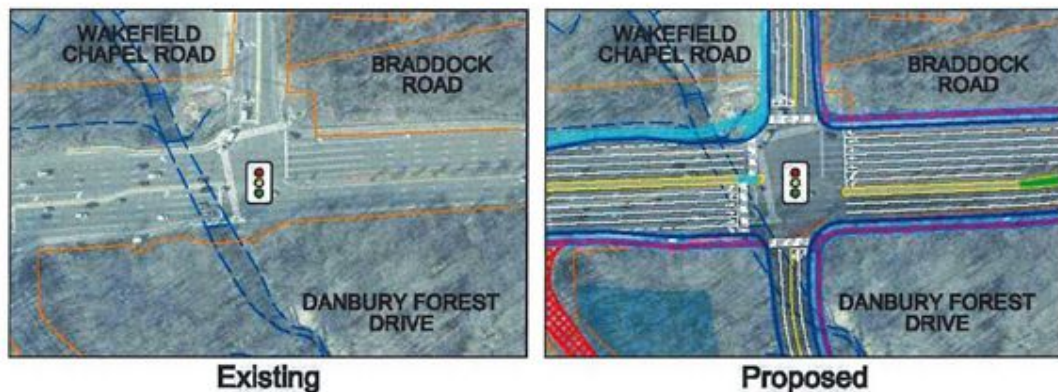 WAKEFIELD
CHAPEL ROAD
BRADDOCK
ROAD
DANBURY FOREST
DRIVE
Existing
WAKEFIELD
CHAPEL ROAD
BRADDOCK
ROAD
DANBURY FOREST
DRIVE
Proposed